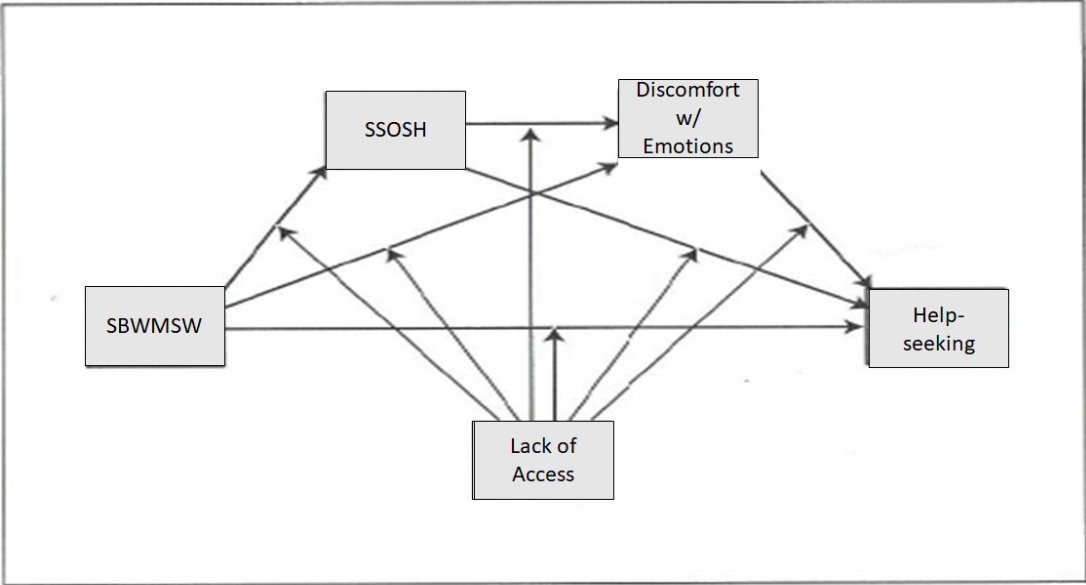 Discomfort
w/
Emotions
SSOSH
SBWMSW
Help-
seeking
Lack of
Access